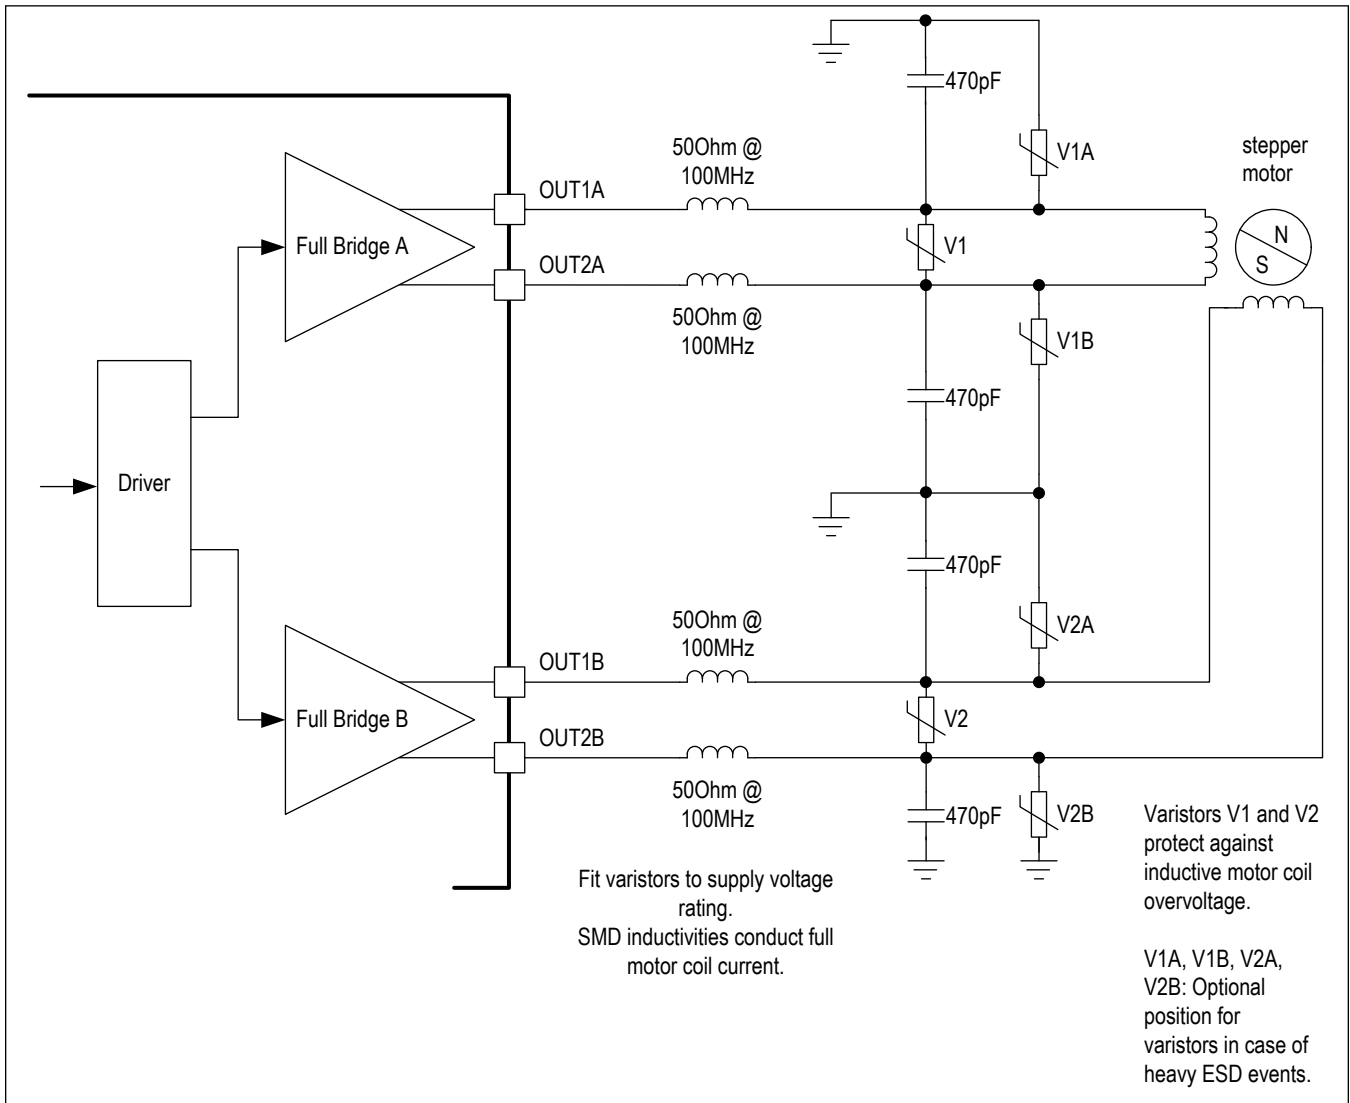 470pF
50Ohm @
100MHz
V1A
stepper
motor
OUT1A
Full Bridge A
V1
N
S
OUT2A
50Ohm @
100MHz
V1B
470pF
Driver
470pF
50Ohm @
100MHz
V2A
OUT1B
Full Bridge B
V2
OUT2B
50Ohm @
100MHz
470pF
V2B
Varistors V1 and V2
protect against
inductive motor coil
overvoltage.
Fit varistors to supply voltage
rating.
SMD inductivities conduct full
motor coil current.
V1A, V1B, V2A,
V2B: Optional
position for
varistors in case of
heavy ESD events.